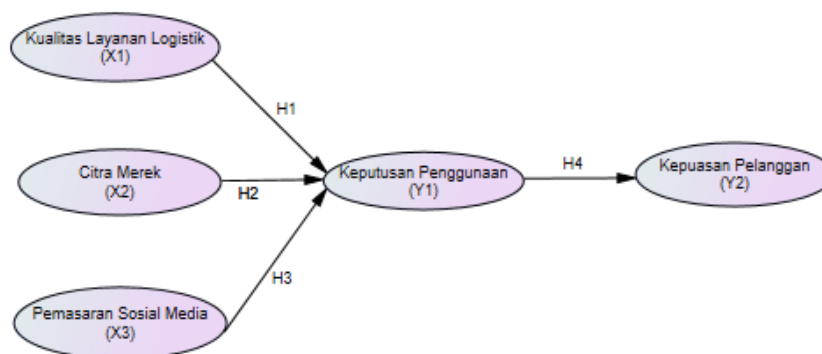 Kualitas Layanan Logistik
(X1)
H1
Citra Merek
(X2)
H2
Keputusan Penggunaan
(Y1)
H4
Kepuasan Pelanggan
(Y2)
H3
Pemasaran Sosial Media
(X3)